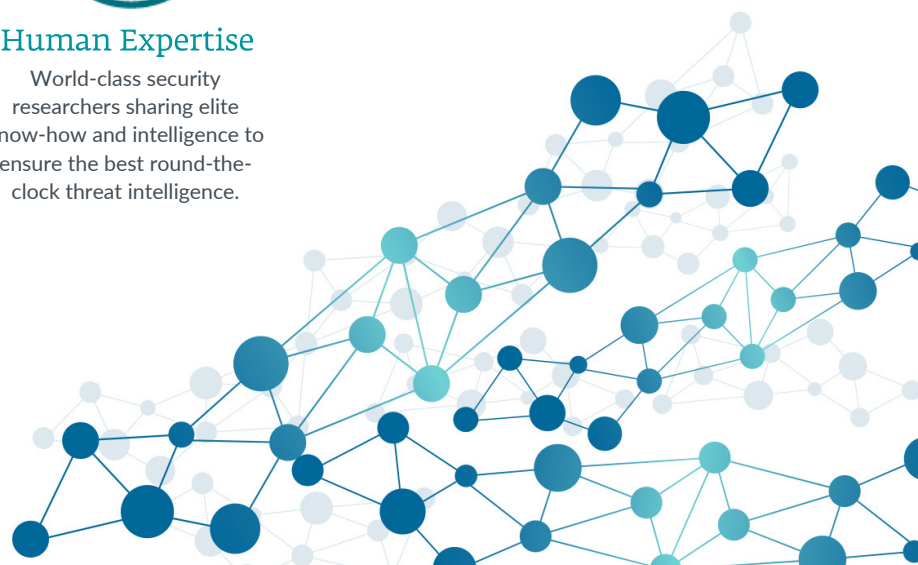 Human Expertise
World-class security
researchers sharing elite
now-how and intelligence to
ensure the best round-the-
clock threat intelligence.